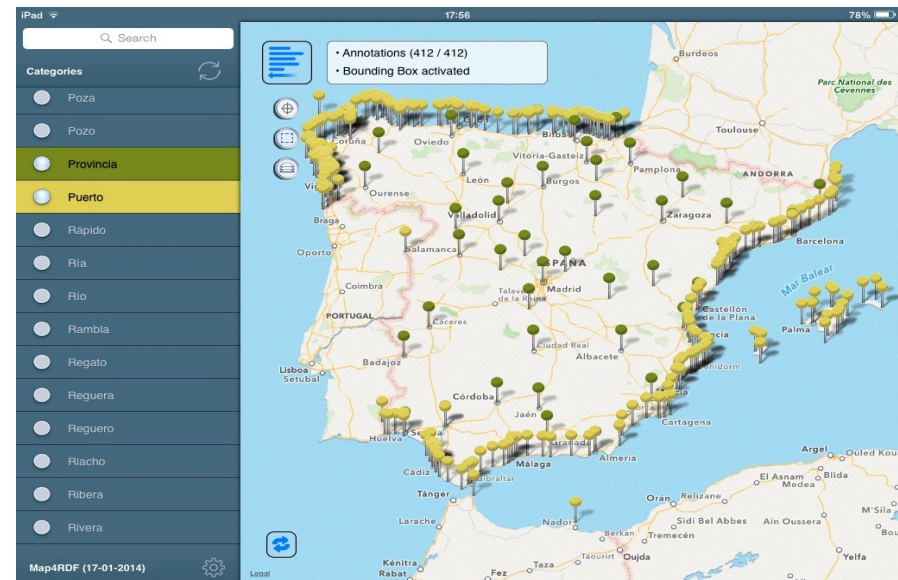 iPad
17:56
78%
Search
Categories
Poza
Pozo
Provincia
Puerto
Rápido
Ría
Río
Rambla
Regato
Reguera
Reguero
Riacho
Ribera
Rivera
Map4RDF (17-01-2014)
• Annotations (412 / 412)
• Bounding Box activated
Burdeos
Parc National des
Cévennes
Toulouse
Coruña
Oviedo
Bilbao
Vitoria-Gasteiz
Pamplona
ANDORRA
León
Burgos
Ourense
Braga
Valladolid
Zaragoza
Barcelona
Oporto
Salamanca
ESPAÑA
Mar Balear
Coimbra
Madrid
de la Reina
PORTUGAL
Castellón
de la Plana
Palma
Cáceres
Ciudad Real
Albacete
Badajoz
Lisboa
Setubal
Córdoba
Jaén
Cartagena
Huelva
Granada
Almería
Málaga
Cádiz
Gibraltar
Tánger
Argel
Ouled Kou
El Asnam
Blida
Medea
Orán
Relizane
Larache
Nador
Sidi Bel Abbes
Aïn Oussera
M'Sila
Berkan
Tremecén
Bou
Kénitra
Rabat
Fez
Taza
Taourirt
Oujda
Yelfa
Legal